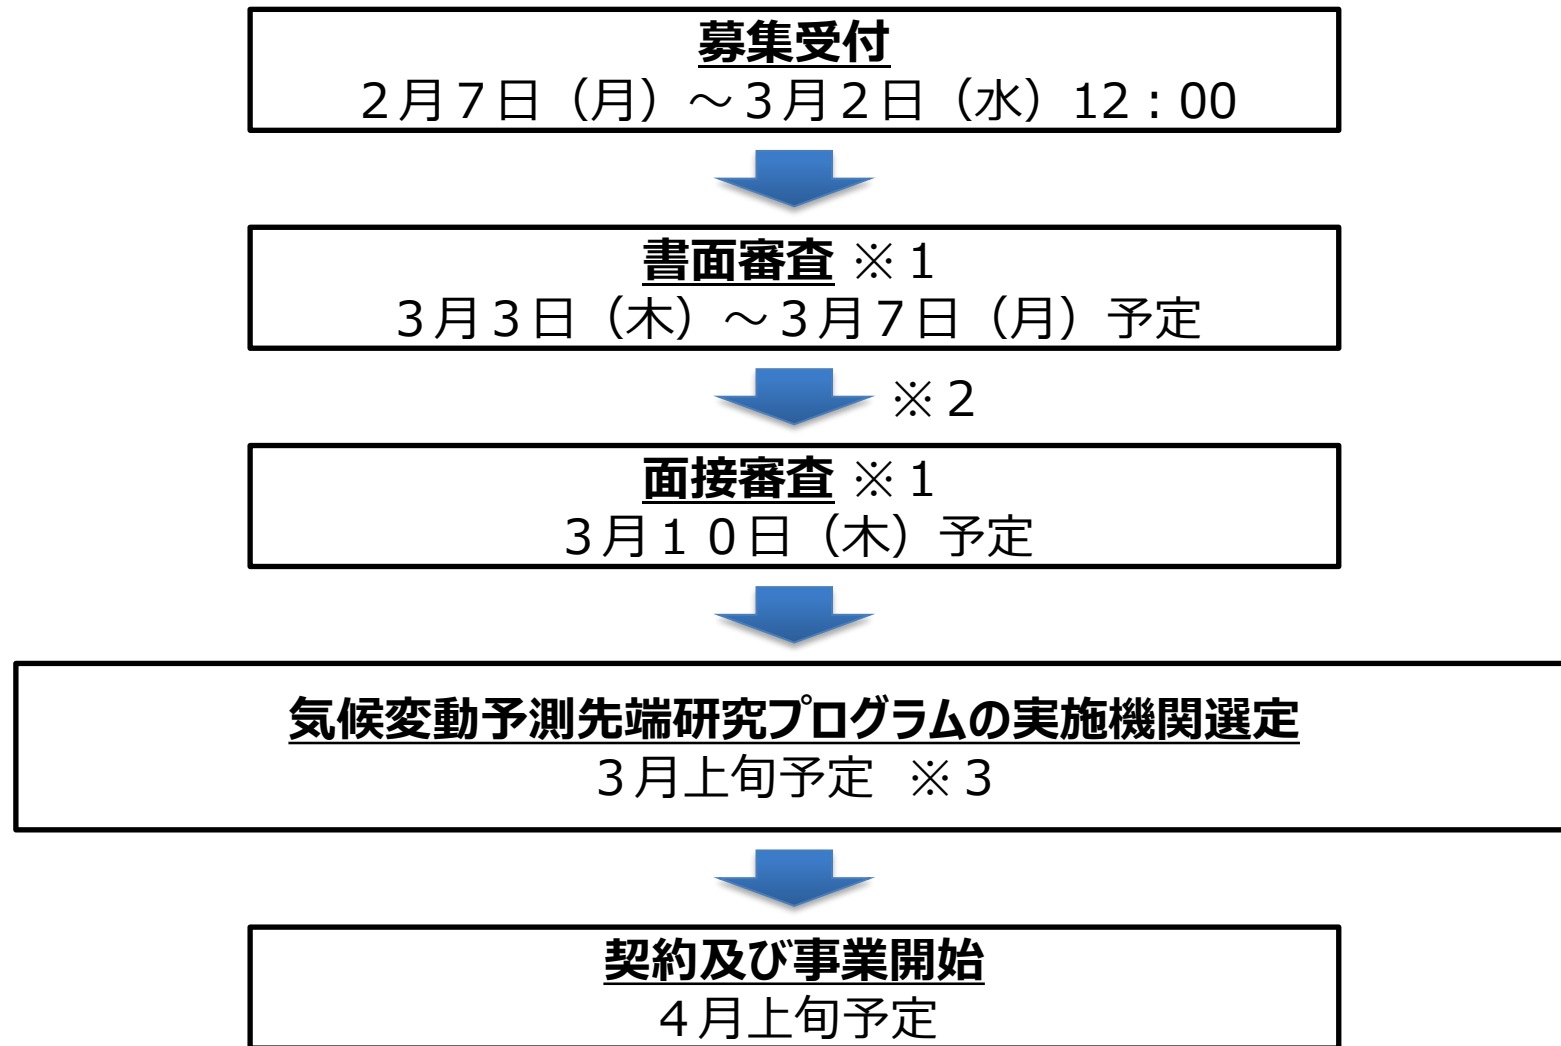 募集受付
２月７日（月）～３月２日（水）12：00
書面審査 ※１
３月３日（木）～３月７日（月）予定
※２
面接審査 ※１
３月１０日（木）予定
気候変動予測先端研究プログラムの実施機関選定
３月上旬予定 ※３
契約及び事業開始
４月上旬予定